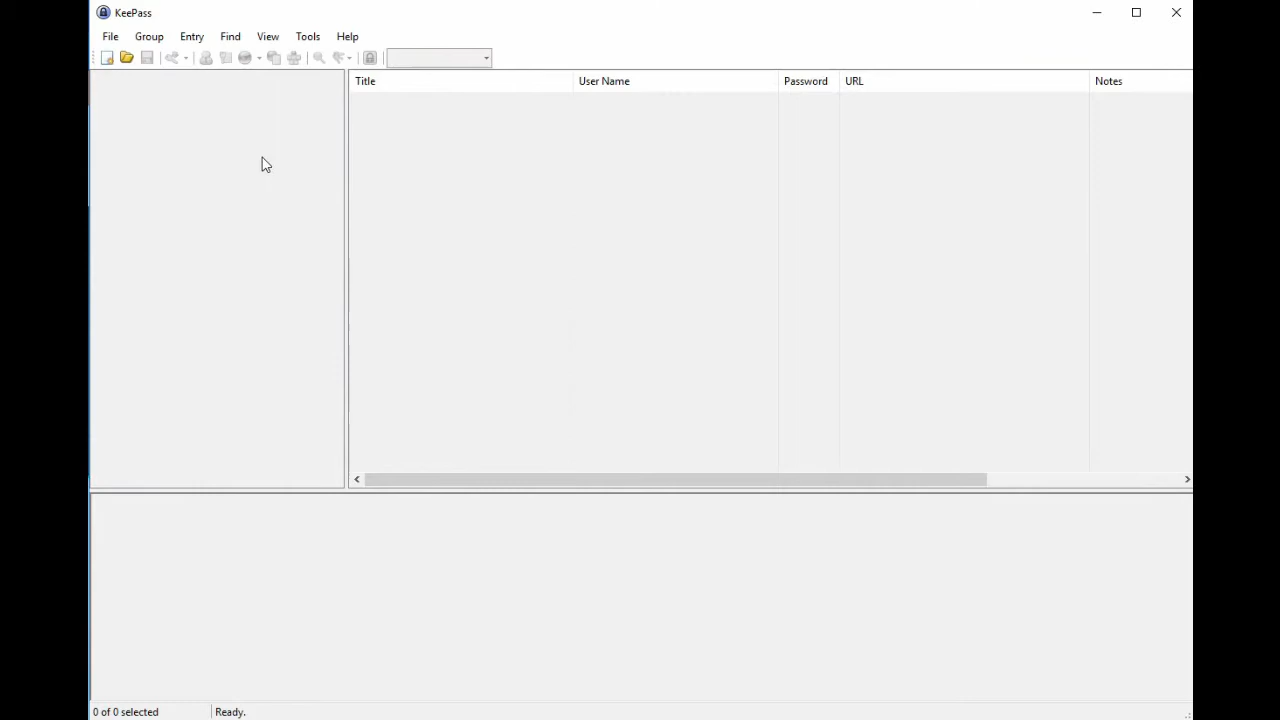 KeePass
File Group Entry Find View Tools Help
Title User Name Password URL Notes
0 of 0 selected Ready.